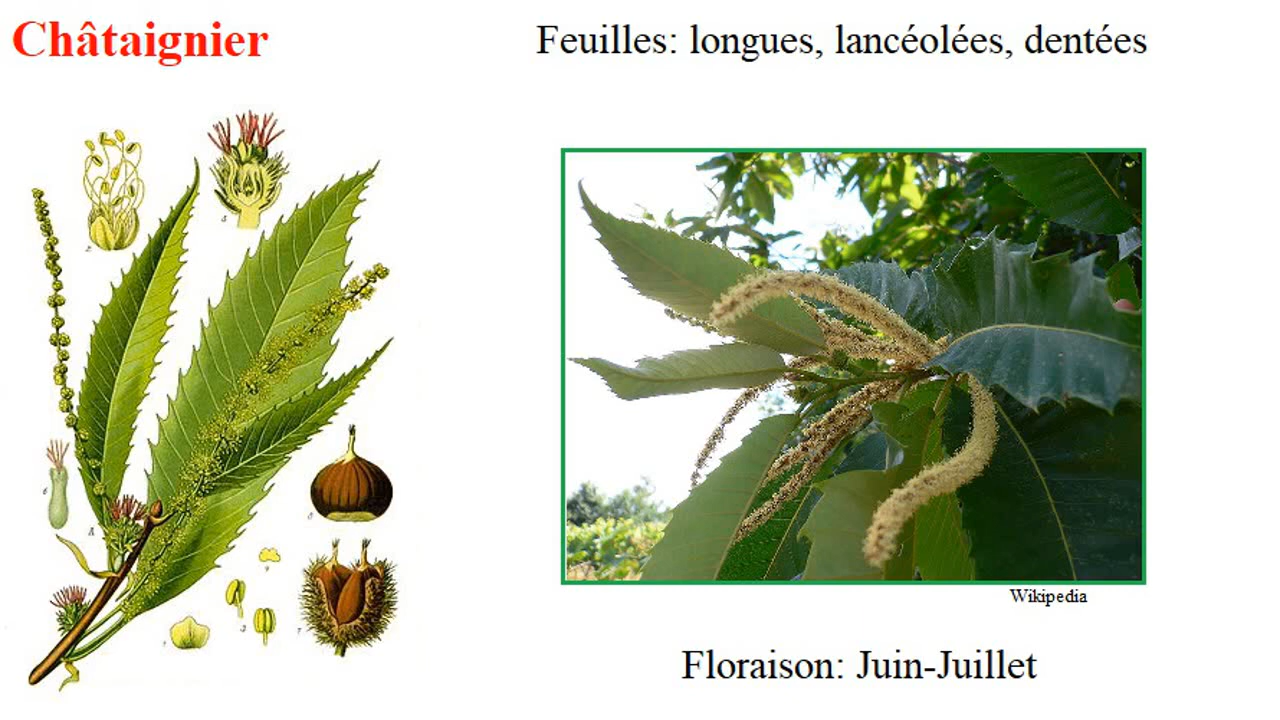 Châtaignier
Feuilles: longues, lancéolées, dentées
Wikipedia
Floraison: Juin-Juillet